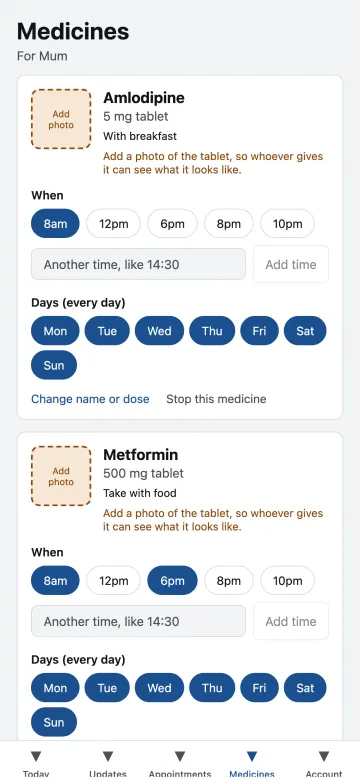 Medicines
For Mum
Add
photo
Amlodipine
5 mg tablet
With breakfast
Add a photo of the tablet, so whoever gives
it can see what it looks like.
When
8am 12pm 6pm 8pm 10pm
Another time, like 14:30 Add time
Days (every day)
Mon Tue Wed Thu Fri Sat
Sun
Change name or dose Stop this medicine
Add
photo
Metformin
500 mg tablet
Take with food
Add a photo of the tablet, so whoever gives
it can see what it looks like.
When
8am 12pm 6pm 8pm 10pm
Another time, like 14:30 Add time
Days (every day)
Mon Tue Wed Thu Fri Sat
Sun
Today Updates Appointments Medicines Account